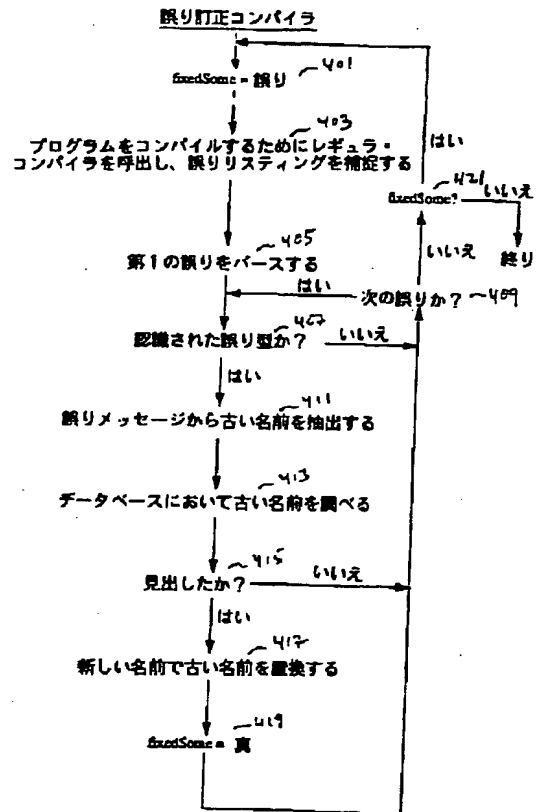 誤り訂正コンパイラ
fixedSome = 誤り 401
プログラムをコンパイルするためにレギュラ・
コンパイラを呼出し、誤りリスティングを補捉する 403
第1の誤りをパースする 405
認識された誤り型か? 407
いいえ
はい
誤りメッセージから古い名前を抽出する 411
データベースにおいて古い名前を調べる 413
見出したか? 415
いいえ
はい
新しい名前で古い名前を置換する 417
fixedSome = 真 419
次の誤りか? 409
はい
いいえ
fixedSome? 421
いいえ
はい
終り